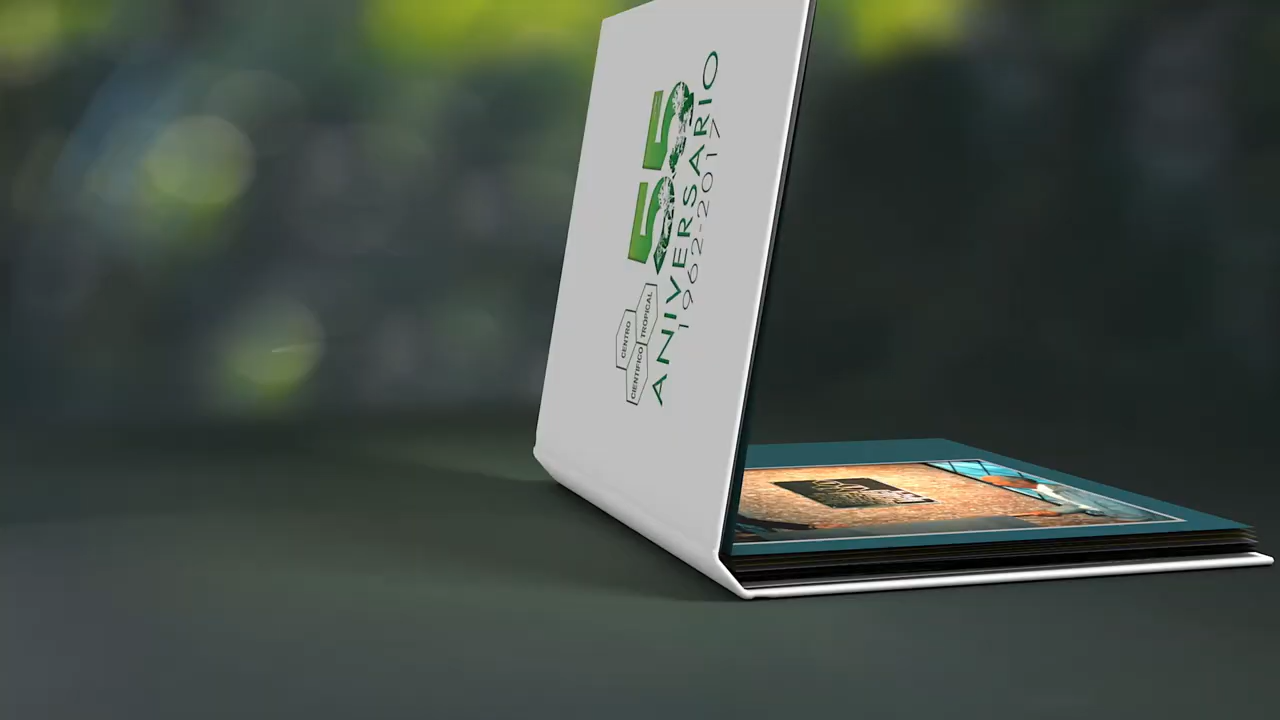 55
CENTRO
CIENTIFICO
TROPICAL
ANIVERSARIO
1962-2017